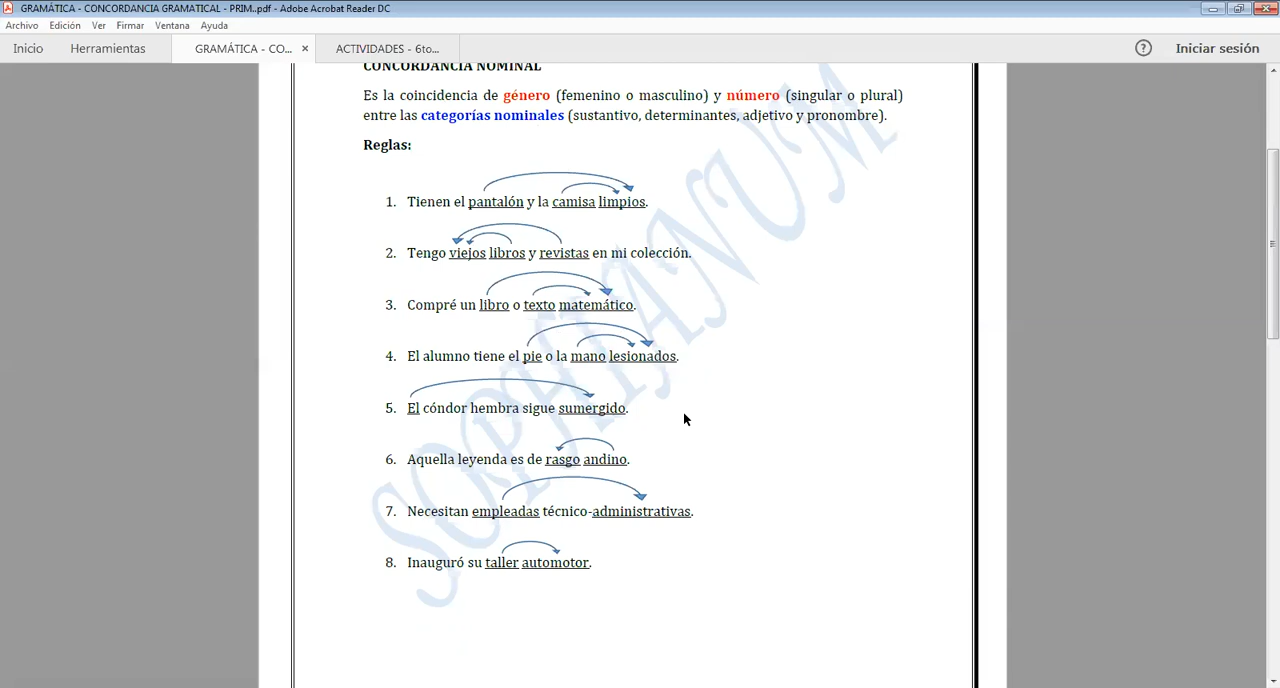 GRAMÁTICA - CONCORDANCIA GRAMATICAL - PRIM..pdf - Adobe Acrobat Reader DC
Archivo Edición Ver Firmar Ventana Ayuda
Inicio Herramientas GRAMÁTICA - CO... × ACTIVIDADES - 6to... ? Iniciar sesión
CONCORDANCIA NOMINAL
Es la coincidencia de género (femenino o masculino) y número (singular o plural)
entre las categorías nominales (sustantivo, determinantes, adjetivo y pronombre).
Reglas:
1. Tienen el pantalón y la camisa limpios.
2. Tengo viejos libros y revistas en mi colección.
3. Compré un libro o texto matemático.
4. El alumno tiene el pie o la mano lesionados.
5. El cóndor hembra sigue sumergido.
6. Aquella leyenda es de rasgo andino.
7. Necesitan empleadas técnico-administrativas.
8. Inauguró su taller automotor.
SOPHIANUM